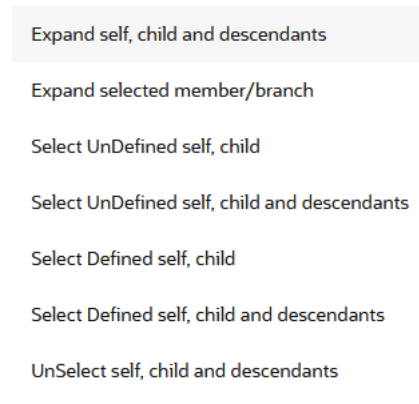 Expand self, child and descendants
Expand selected member/branch
Select UnDefined self, child
Select UnDefined self, child and descendants
Select Defined self, child
Select Defined self, child and descendants
UnSelect self, child and descendants